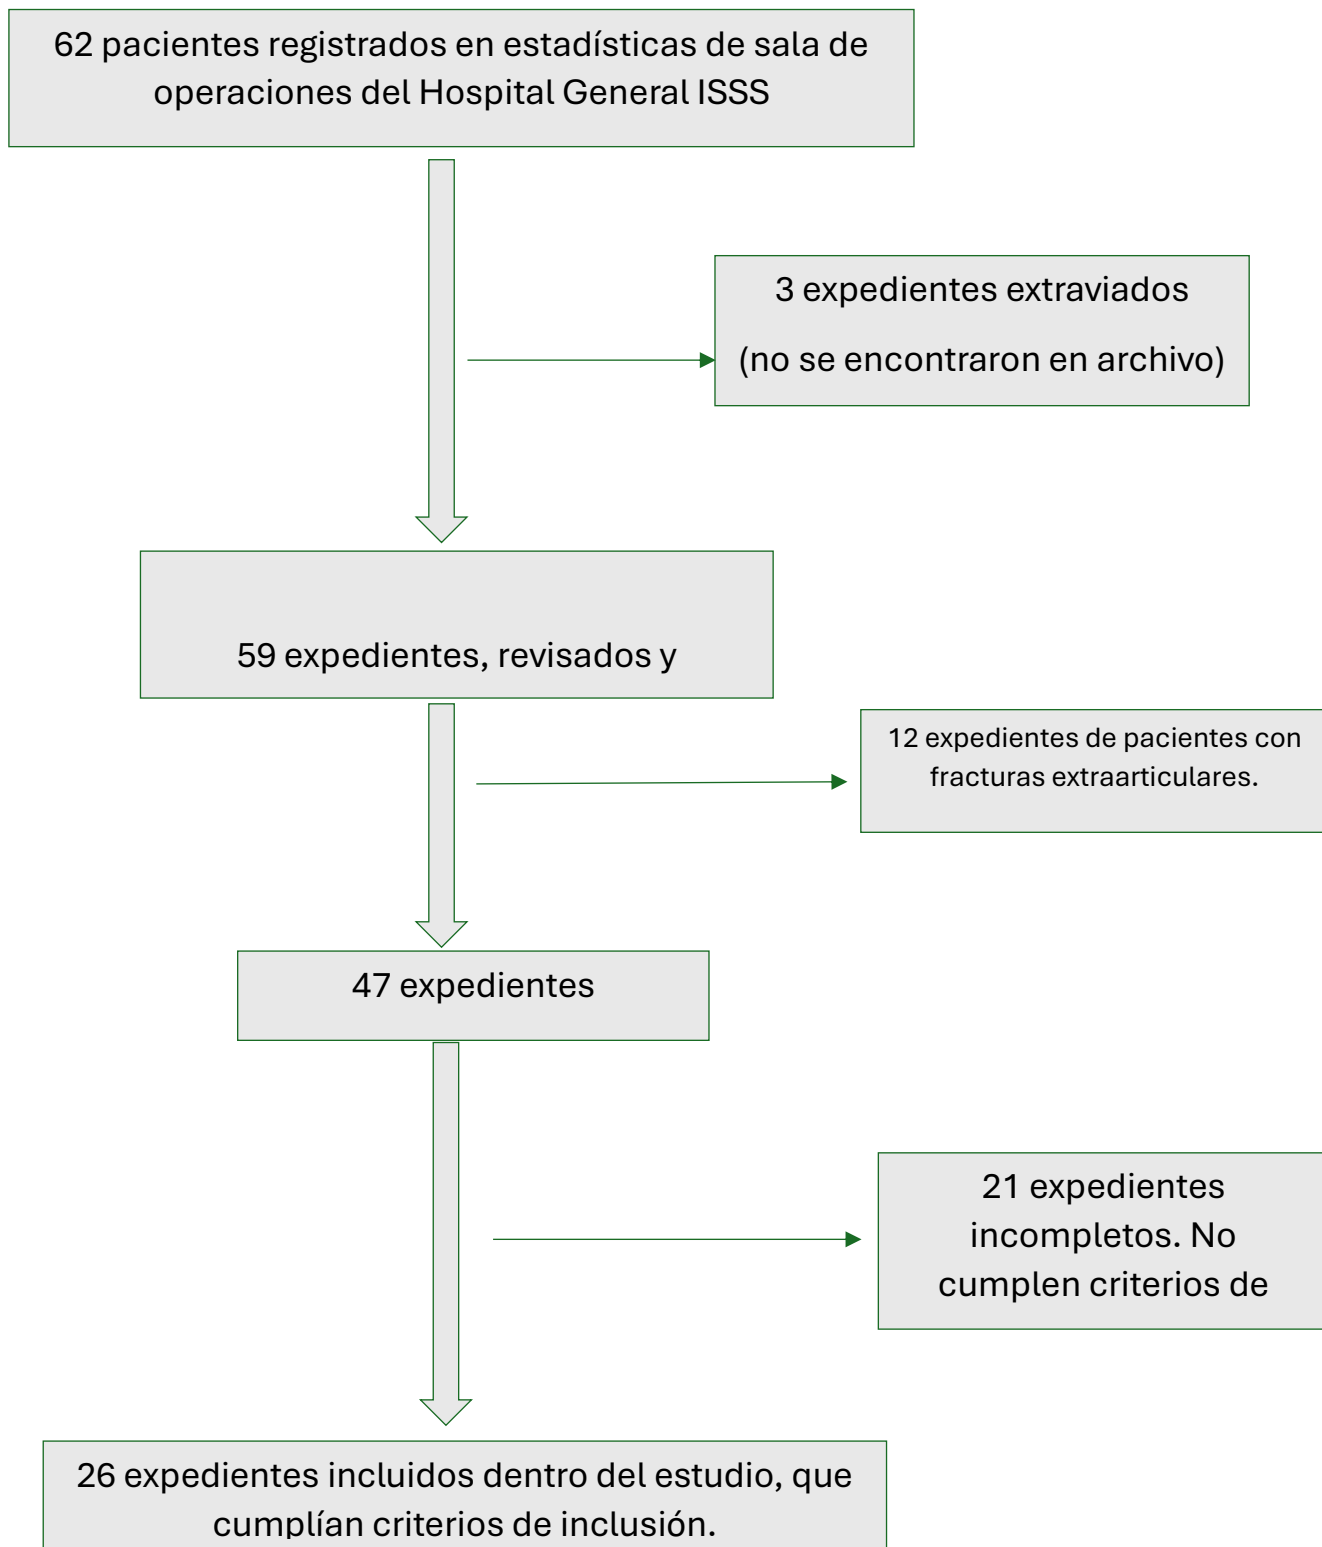 62 pacientes registrados en estadísticas de sala de
operaciones del Hospital General ISSS
3 expedientes extraviados
(no se encontraron en archivo)
59 expedientes, revisados y
12 expedientes de pacientes con
fracturas extraarticulares.
47 expedientes
21 expedientes
incompletos. No
cumplen criterios de
26 expedientes incluidos dentro del estudio, que
cumplían criterios de inclusión.